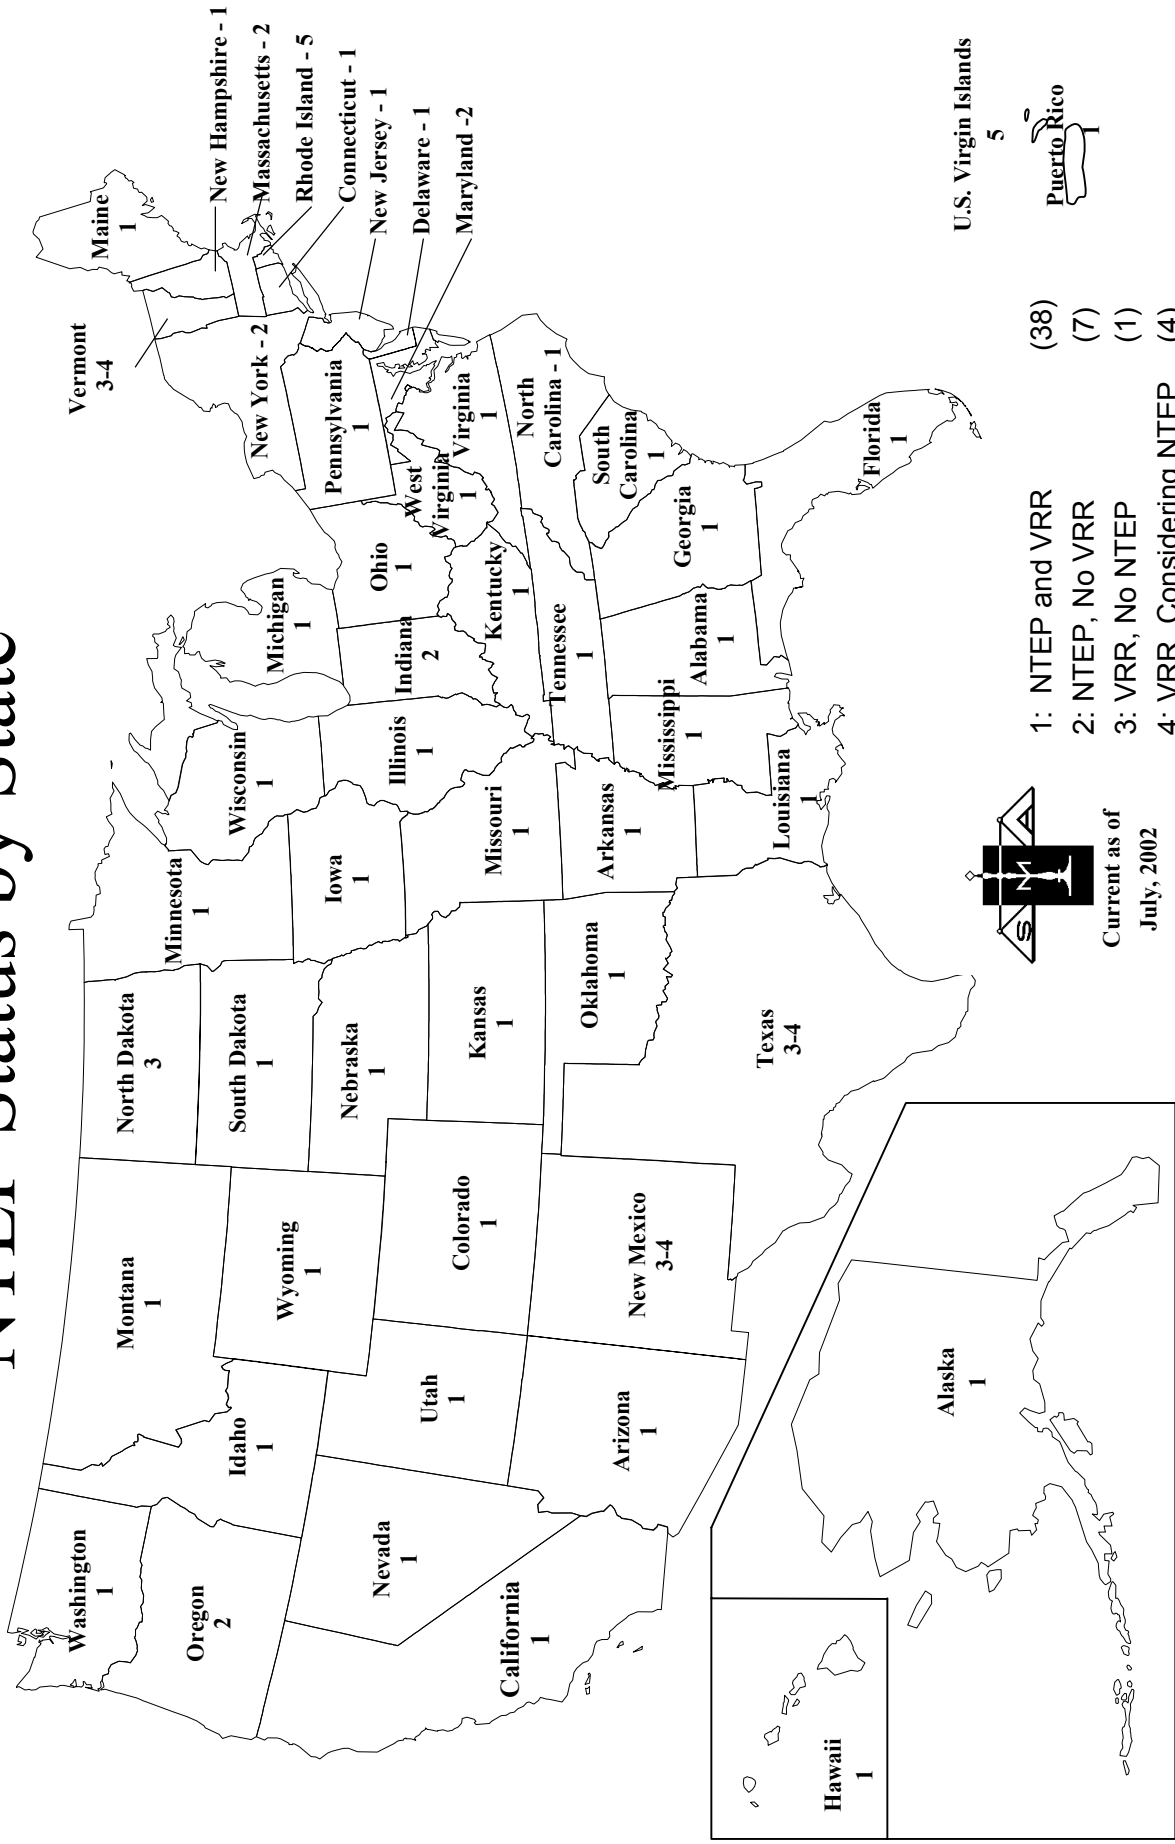 NTEP Status by State
Washington
1
Oregon
2
California
1
Nevada
1
Idaho
1
Montana
1
Wyoming
1
Utah
1
Arizona
1
Colorado
1
New Mexico
3-4
North Dakota
3
South Dakota
1
Nebraska
1
Kansas
1
Oklahoma
1
Texas
3-4
Minnesota
1
Iowa
1
Missouri
1
Arkansas
1
Louisiana
1
Wisconsin
1
Illinois
1
Michigan
1
Indiana
2
Ohio
1
Kentucky
1
Tennessee
1
Mississippi
1
Alabama
1
Georgia
1
Florida
1
South
Carolina
1
North
Carolina - 1
Virginia
1
West
Virginia
1
Pennsylvania
1
New York - 2
Vermont
3-4
Maine
1
New Hampshire - 1
Massachusetts - 2
Rhode Island - 5
Connecticut - 1
New Jersey - 1
Delaware - 1
Maryland -2
Alaska
1
Hawaii
1
U.S. Virgin Islands
5
Puerto Rico
1
S M A
Current as of
July, 2002
1: NTEP and VRR (38)
2: NTEP, No VRR (7)
3: VRR, No NTEP (1)
4: VRR, Considering NTEP (4)